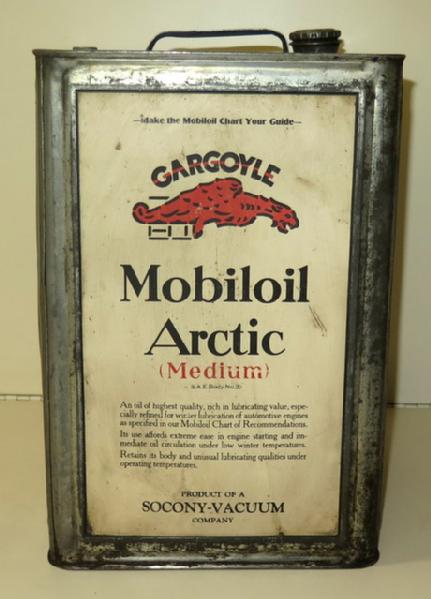 —Make the Mobiloil Chart Your Guide—
GARGOYLE
Mobiloil
Arctic
(Medium)
S.A.E. Body No.
An oil of highest quality, rich in lubricating value, espe-
cially refined for winter lubrication of automotive engines
as specified in our Mobiloil Chart of Recommendations.
Its use affords extreme ease in engine starting and im-
mediate oil circulation under low winter temperatures.
Retains its body and unusual lubricating qualities under
operating temperatures.
PRODUCT OF A
SOCONY-VACUUM
COMPANY